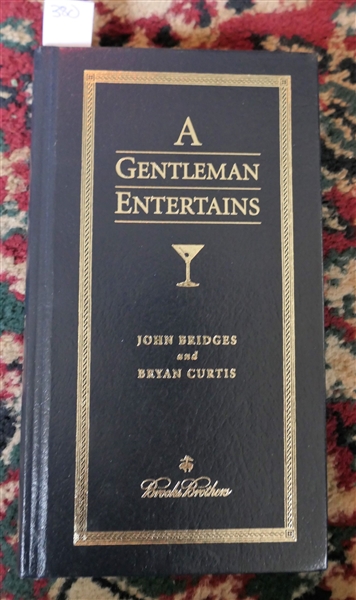 A
GENTLEMAN
ENTERTAINS
JOHN BRIDGES
and
BRYAN CURTIS
Brooks Brothers